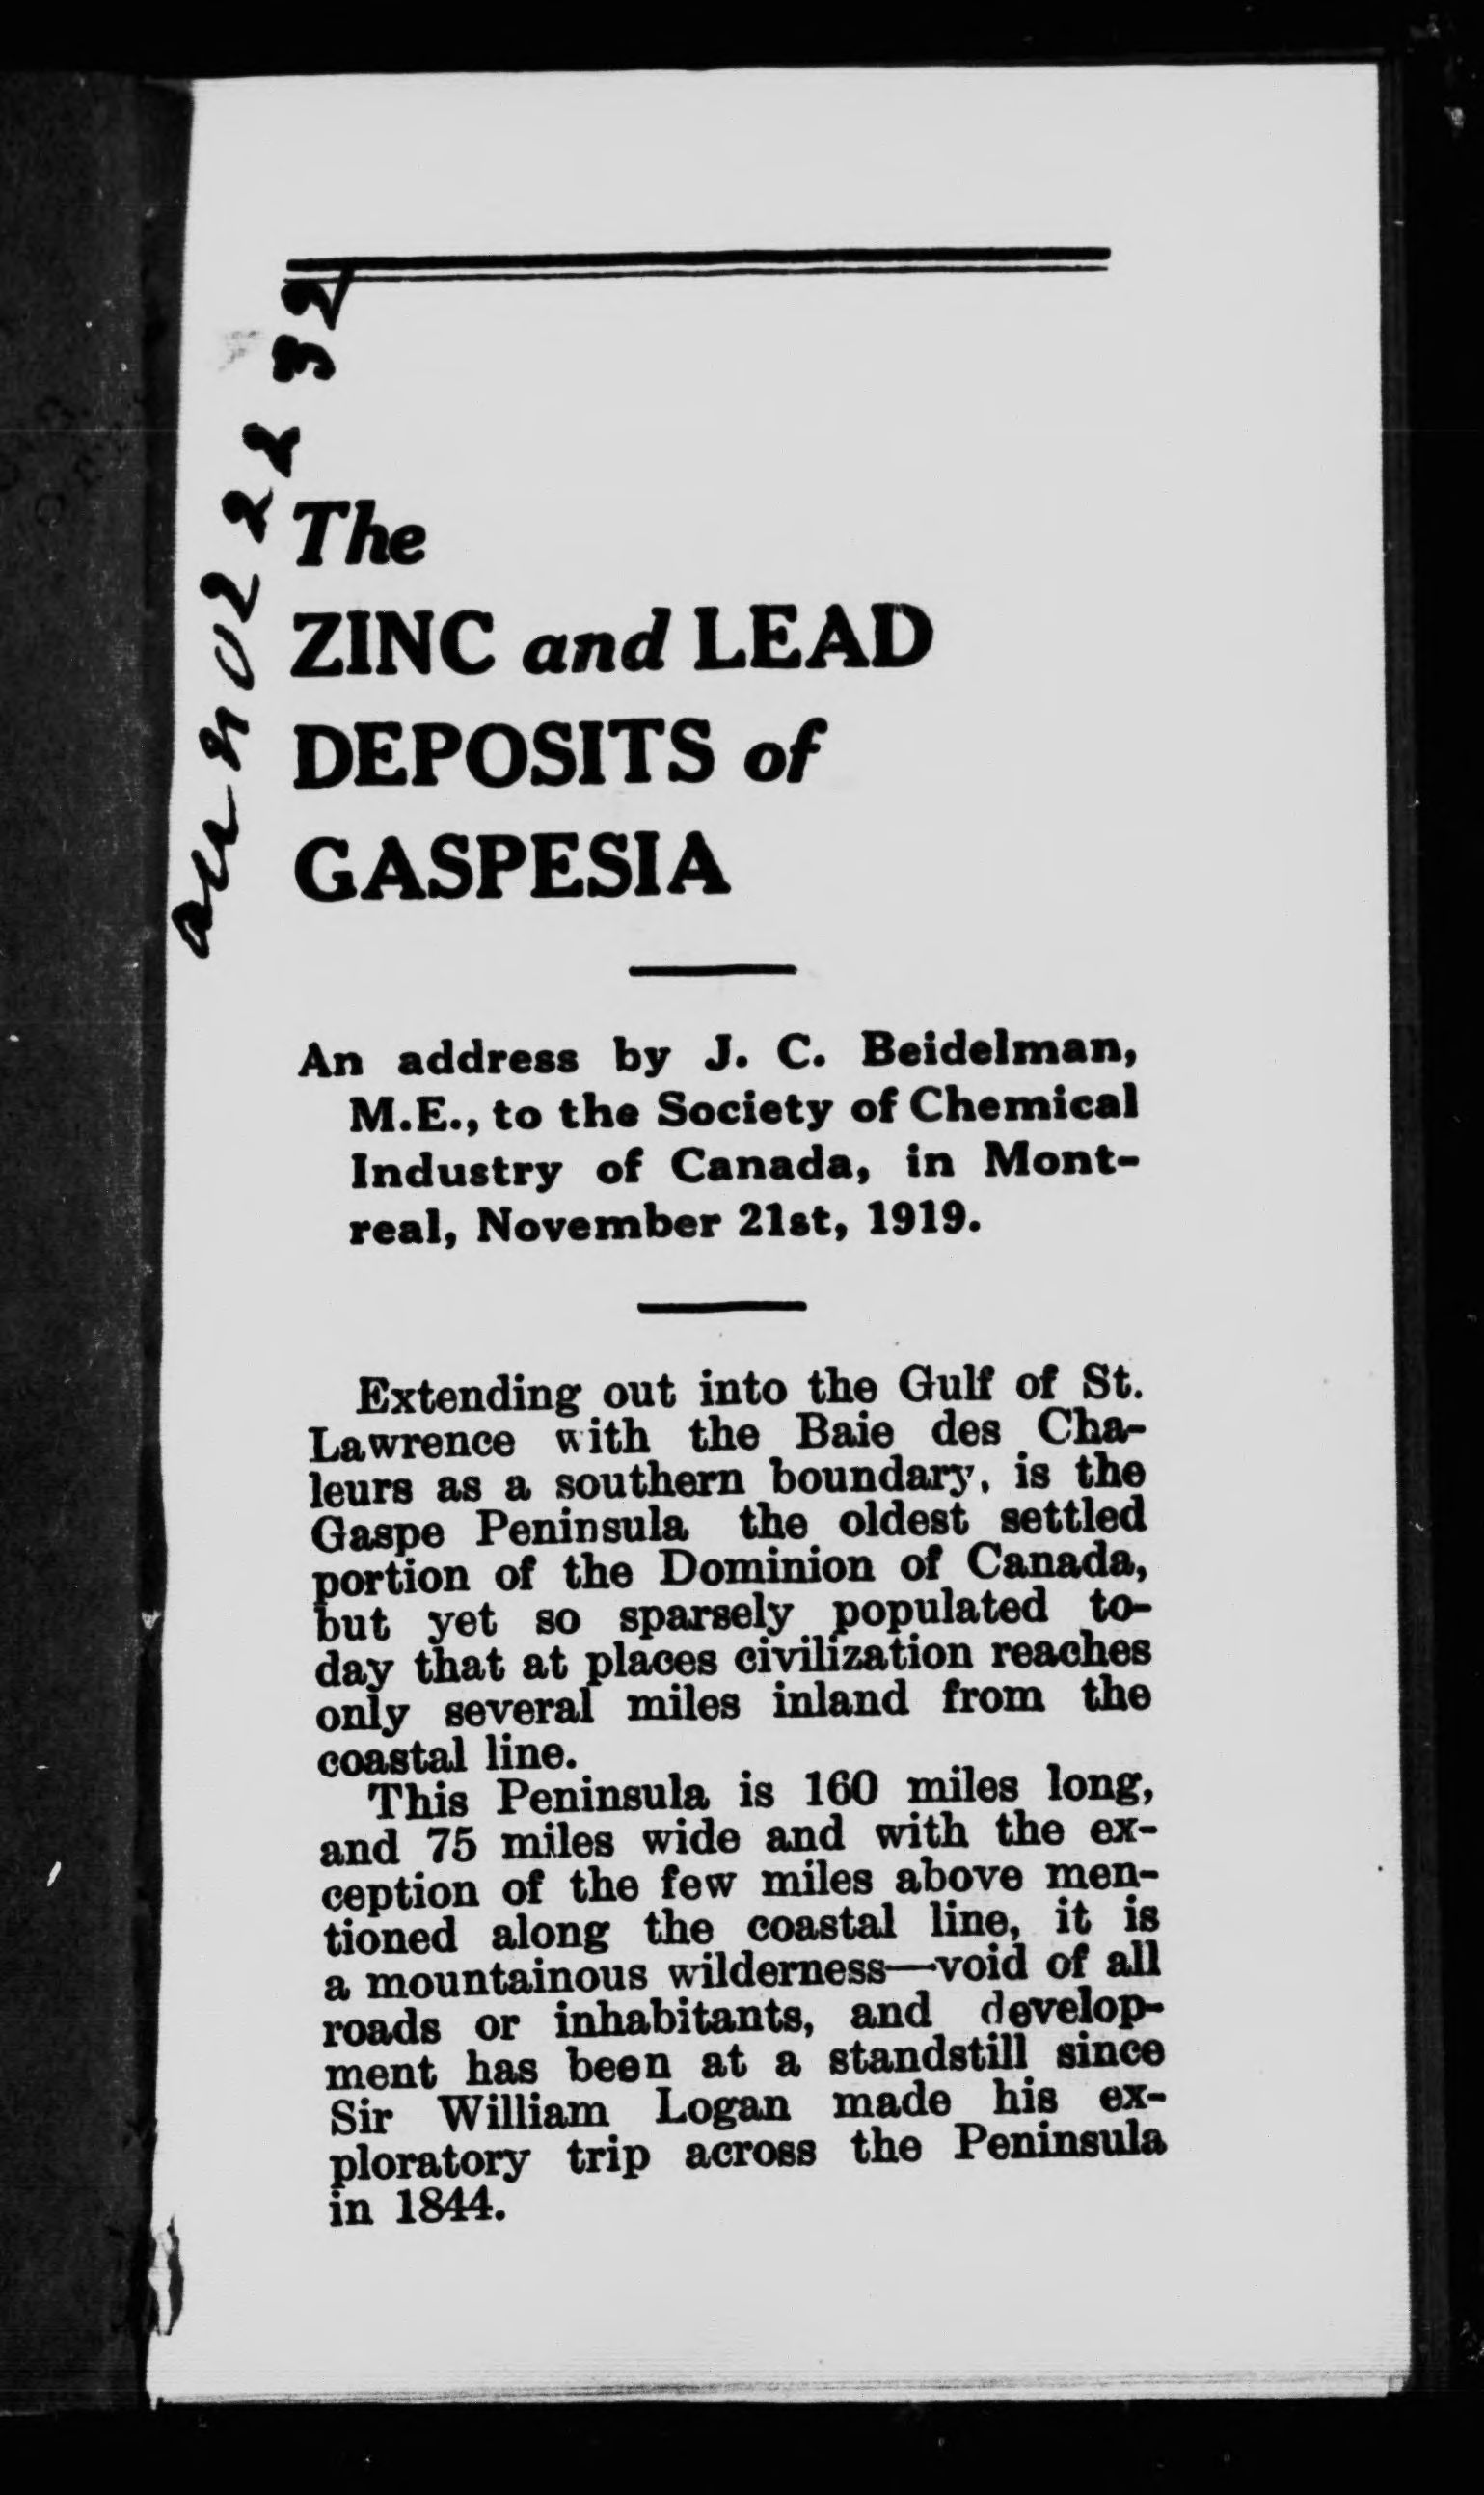 The
ZINC and LEAD
DEPOSITS of
GASPESIA
An address by J. C. Beidelman,
M.E., to the Society of Chemical
Industry of Canada, in Mont-
real, November 21st, 1919.
Extending out into the Gulf of St.
Lawrence with the Baie des Cha-
leurs as a southern boundary, is the
Gaspe Peninsula the oldest settled
portion of the Dominion of Canada,
but yet so sparsely populated to-
day that at places civilization reaches
only several miles inland from the
coastal line.
This Peninsula is 160 miles long,
and 75 miles wide and with the ex-
ception of the few miles above men-
tioned along the coastal line, it is
a mountainous wilderness—void of all
roads or inhabitants, and develop-
ment has been at a standstill since
Sir William Logan made his ex-
ploratory trip across the Peninsula
in 1844.